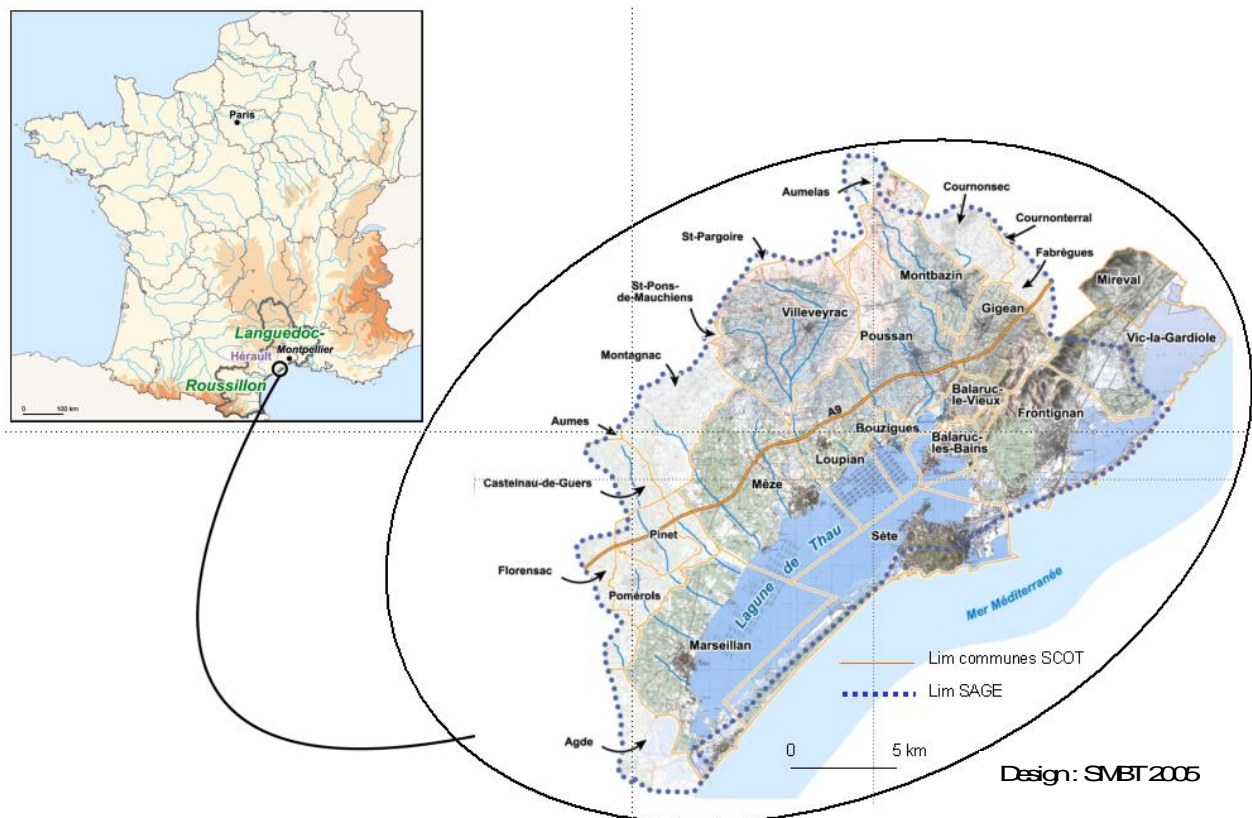 Paris
Languedoc-
Hérault
Montpellier
Roussillon
0 100 km
Aumelas
Cournonsec
Cournonterral
St-Pargoire
Fabrègues
Montbazin
Mireval
St-Pons-
de-Mauchiens
Villeveyrac
Gigean
Poussan
Vic-la-Gardiole
Montagnac
Balaruc-
le-Vieux
A9
Frontignan
Aumes
Bouzigues
Balaruc-
les-Bains
Loupian
Castelnau-de-Guers
Mèze
Pinet
Sète
Lagune de Thau
Florensac
Pomérols
Mer Méditerranée
Marseillan
Lim communes SCOT
Lim SAGE
Agde
0 5 km
Design : SMBT 2005